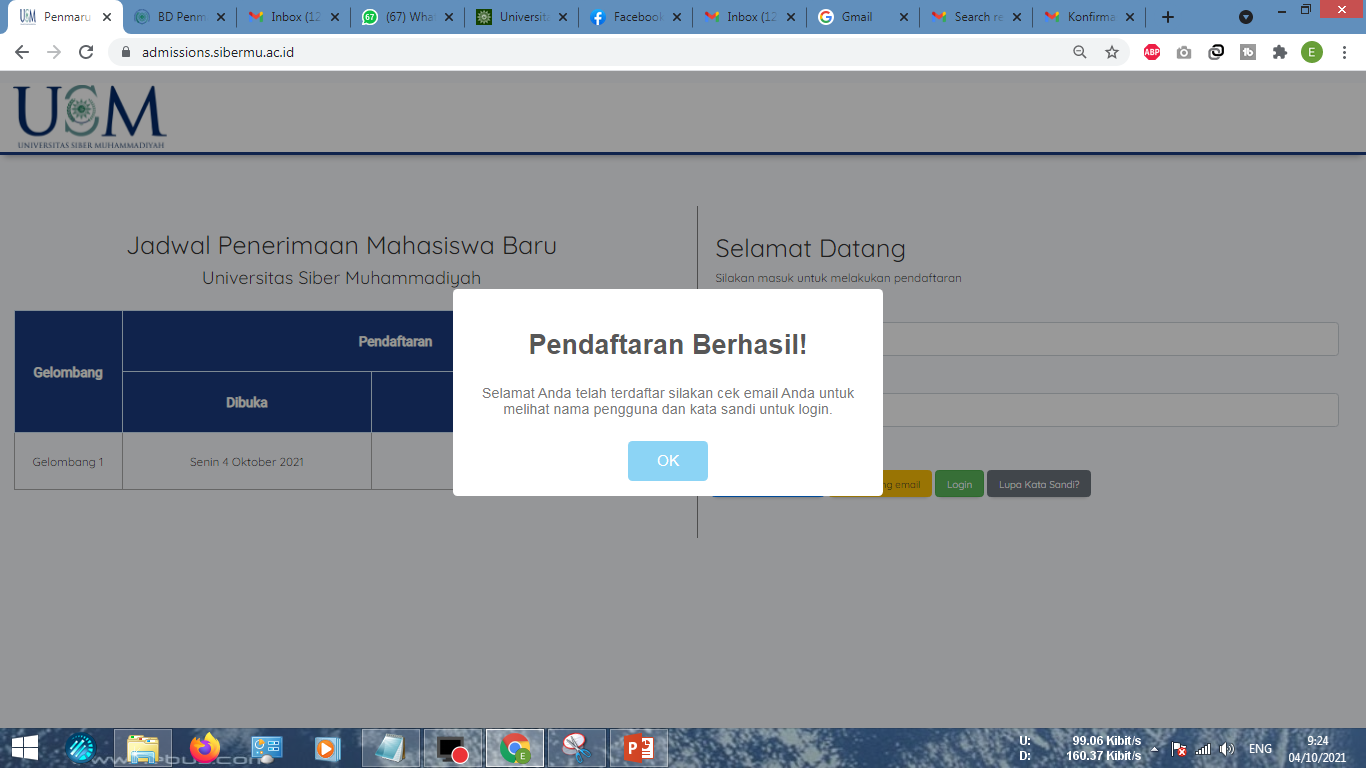 Penmaru
BD Penm
Inbox (12
(67) What
Universita
Facebook
Inbox (12
Gmail
Search re
Konfirma
admissions.sibermu.ac.id
ABP
E
USM
UNIVERSITAS SIBER MUHAMMADIYAH
Jadwal Penerimaan Mahasiswa Baru
Universitas Siber Muhammadiyah
Gelombang
Pendaftaran
Dibuka
Gelombang 1
Senin 4 Oktober 2021
Selamat Datang
Silakan masuk untuk melakukan pendaftaran
Pendaftaran Berhasil!
Selamat Anda telah terdaftar silakan cek email Anda untuk
melihat nama pengguna dan kata sandi untuk login.
OK
email
Login
Lupa Kata Sandi?
U: 99.06 Kibit/s
D: 160.37 Kibit/s
ENG
9:24
04/10/2021